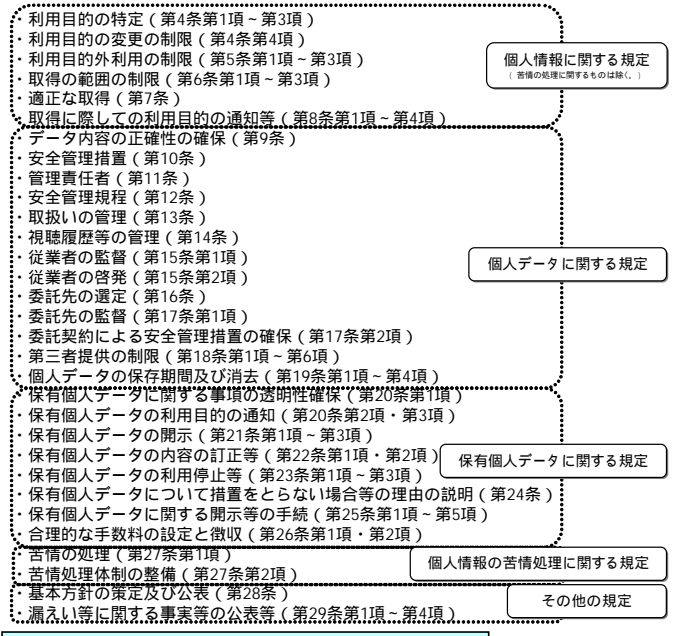 ・利用目的の特定（第4条第1項～第3項）
・利用目的の変更の制限（第4条第4項）
・利用目的外利用の制限（第5条第1項～第3項）
・取得の範囲の制限（第6条第1項～第3項）
・適正な取得（第7条）
・取得に際しての利用目的の通知等（第8条第1項～第4項）
個人情報に関する規定
（苦情の処理に関するものは除く。）
・データ内容の正確性の確保（第9条）
・安全管理措置（第10条）
・管理責任者（第11条）
・安全管理規程（第12条）
・取扱いの管理（第13条）
・視聴履歴等の管理（第14条）
・従業者の監督（第15条第1項）
・従業者の啓発（第15条第2項）
・委託先の選定（第16条）
・委託先の監督（第17条第1項）
・委託契約による安全管理措置の確保（第17条第2項）
・第三者提供の制限（第18条第1項～第6項）
・個人データの保存期間及び消去（第19条第1項～第4項）
個人データに関する規定
・保有個人データに関する事項の透明性確保（第20条第1項）
・保有個人データの利用目的の通知（第20条第2項・第3項）
・保有個人データの開示（第21条第1項～第3項）
・保有個人データの内容の訂正等（第22条第1項・第2項）
・保有個人データの利用停止等（第23条第1項～第3項）
・保有個人データについて措置をとらない場合等の理由の説明（第24条）
・保有個人データに関する開示等の手続（第25条第1項～第5項）
・合理的な手数料の設定と徴収（第26条第1項・第2項）
保有個人データに関する規定
・苦情の処理（第27条第1項）
・苦情処理体制の整備（第27条第2項）
個人情報の苦情処理に関する規定
・基本方針の策定及び公表（第28条）
・漏えい等に関する事実等の公表等（第29条第1項～第4項）
その他の規定